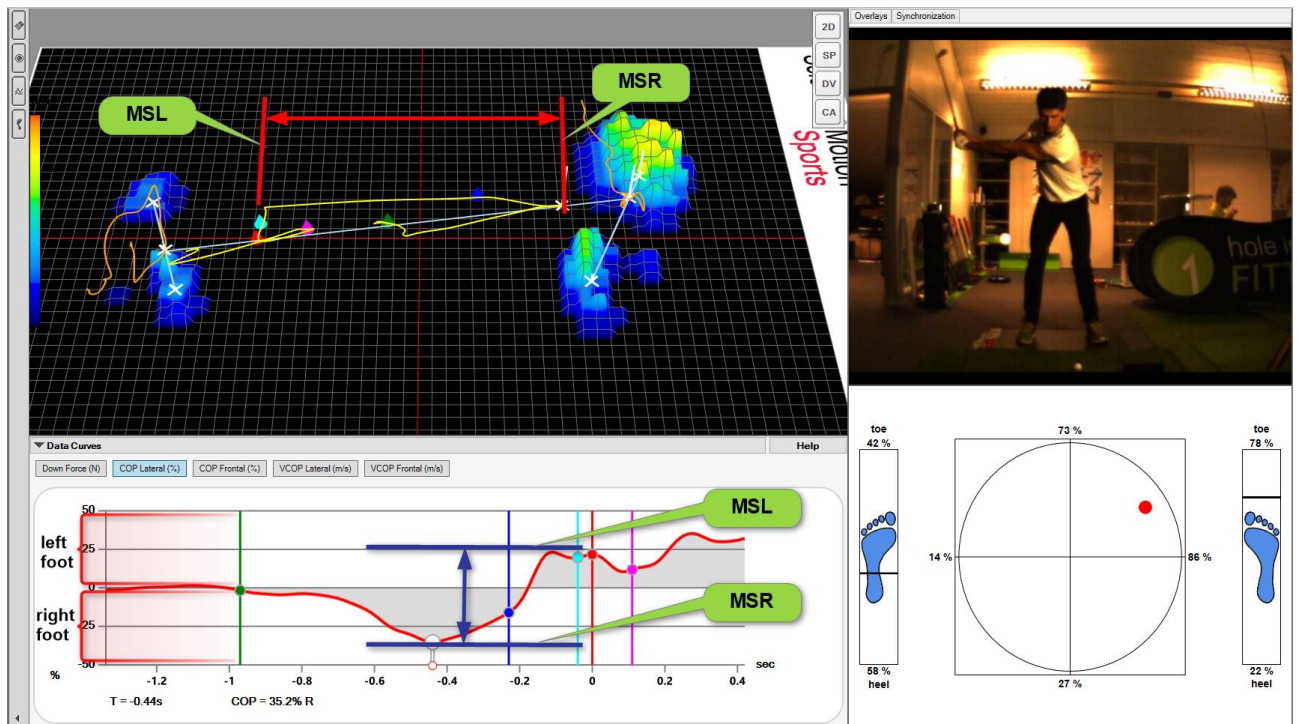 2D
SP
DV
CA
MSL
MSR
Motion
Sports
Overlays
Synchronization
1
hole i
FIT
Data Curves
Help
Down Force (N)
COP Lateral (%)
COP Frontal (%)
VCOP Lateral (m/s)
VCOP Frontal (m/s)
50
25
0
25
-50
left
foot
right
foot
%
MSL
MSR
sec
-1.2
-1
-0.8
-0.6
-0.4
-0.2
0
0.2
0.4
T = -0.44s
COP = 35.2% R
toe
42 %
58 %
heel
73 %
14 %
86 %
27 %
toe
78 %
22 %
heel